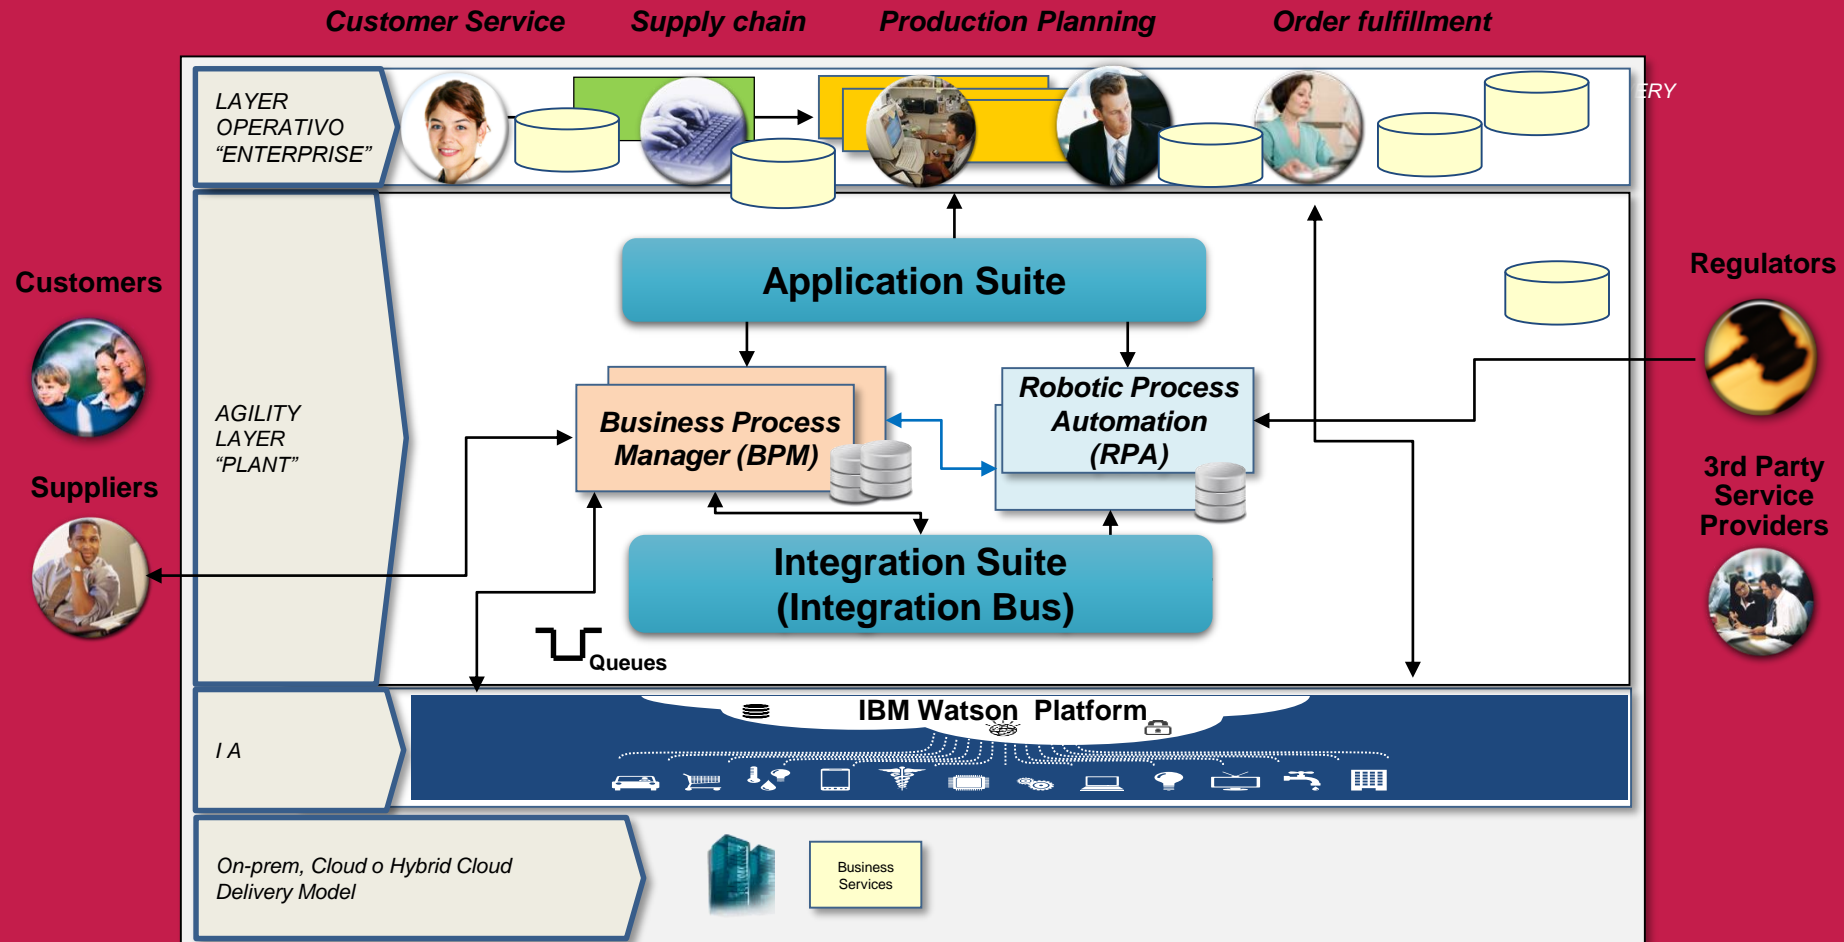 Customer Service
Supply chain
Production Planning
Order fulfillment
LAYER
OPERATIVO
“ENTERPRISE”
ERY
Application Suite
Customers
Regulators
Business Process
Manager (BPM)
Robotic Process
Automation
(RPA)
AGILITY
LAYER
“PLANT”
Suppliers
3rd Party
Service
Providers
Integration Suite
(Integration Bus)
Queues
IBM Watson Platform
I A
On-prem, Cloud o Hybrid Cloud
Delivery Model
Business
Services